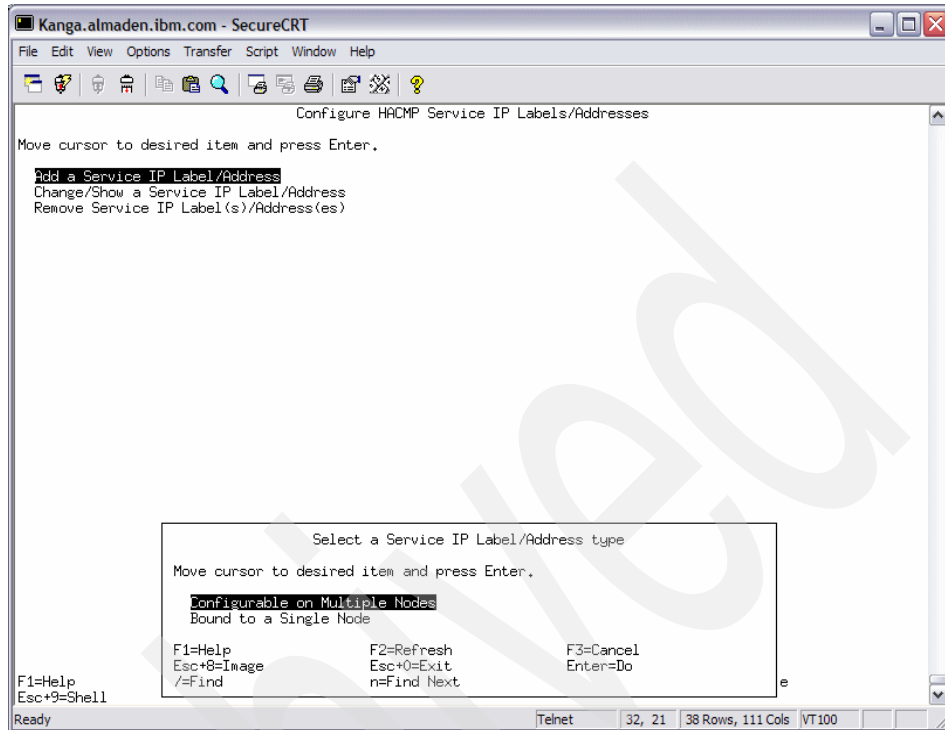 Kanga.almaden.ibm.com - SecureCRT
File Edit View Options Transfer Script Window Help
Configure HACMP Service IP Labels/Addresses
Move cursor to desired item and press Enter.
Add a Service IP Label/Address
Change/Show a Service IP Label/Address
Remove Service IP Label(s)/Address(es)
Select a Service IP Label/Address type
Move cursor to desired item and press Enter.
Configurable on Multiple Nodes
Bound to a Single Node
F1=Help F2=Refresh F3=Cancel
Esc+8=Image Esc+0=Exit Enter=Do
F1=Help /=Find n=Find Next e
Esc+9=Shell
Ready Telnet 32, 21 38 Rows, 111 Cols VT100